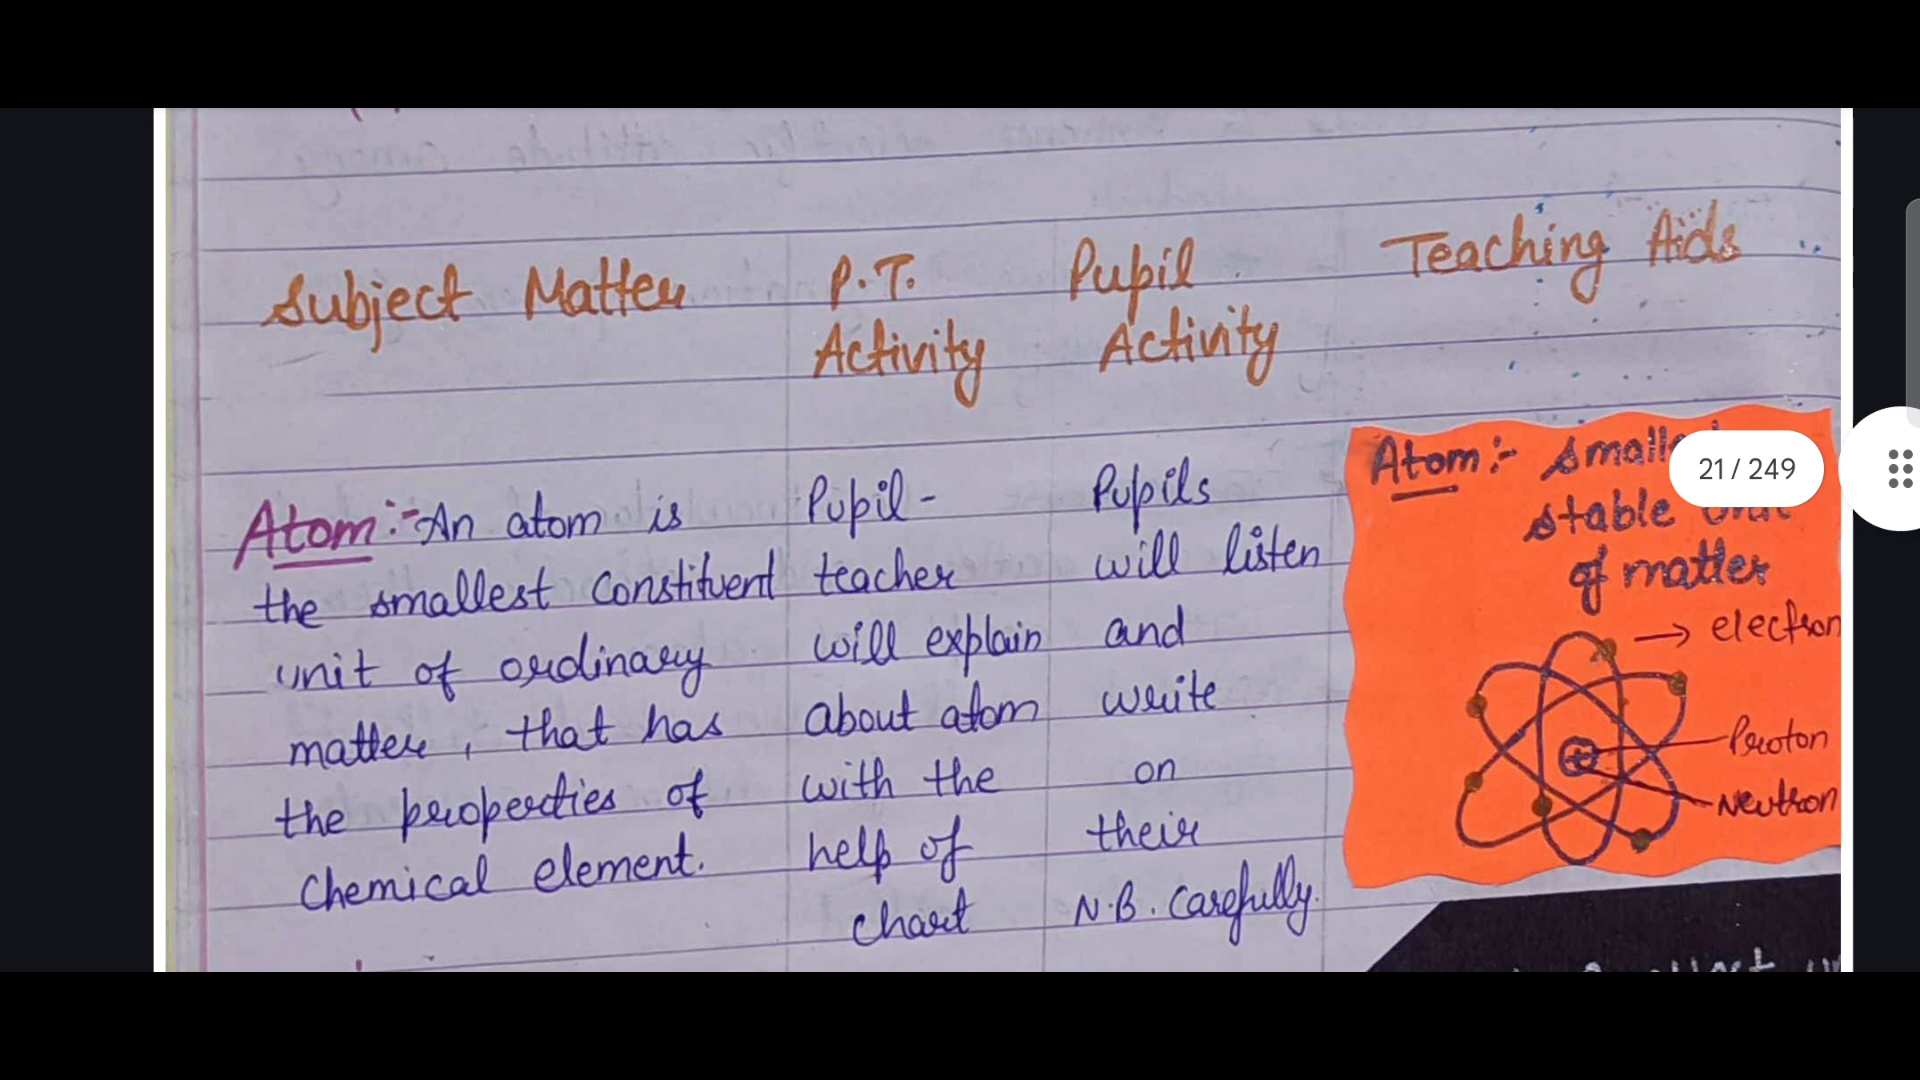 Subject Matter
P.T.
Activity
Pupil
Activity
Teaching Aids
Atom:- An atom is
the smallest constituent
unit of ordinary
matter, that has
the properties of
Chemical element.
Pupil-
teacher
will explain
about atom
with the
help of
chart
Pupils
will listen
and
write
on
their
N.B. carefully.
Atom:-
stable
of matter
→ electron
Proton
Neutron
21/249